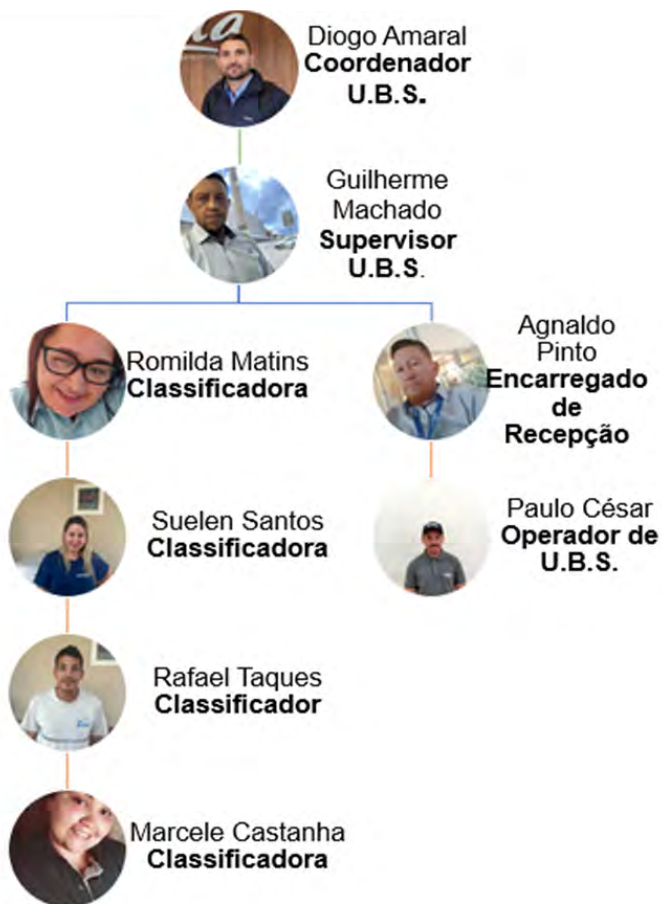 Diogo Amaral
Coordenador
U.B.S.
Guilherme
Machado
Supervisor
U.B.S.
Romilda Matins
Classificadora
Agnaldo
Pinto
Encarregado
de
Recepção
Suelen Santos
Classificadora
Paulo César
Operador de
U.B.S.
Rafael Taques
Classificador
Marcele Castanha
Classificadora